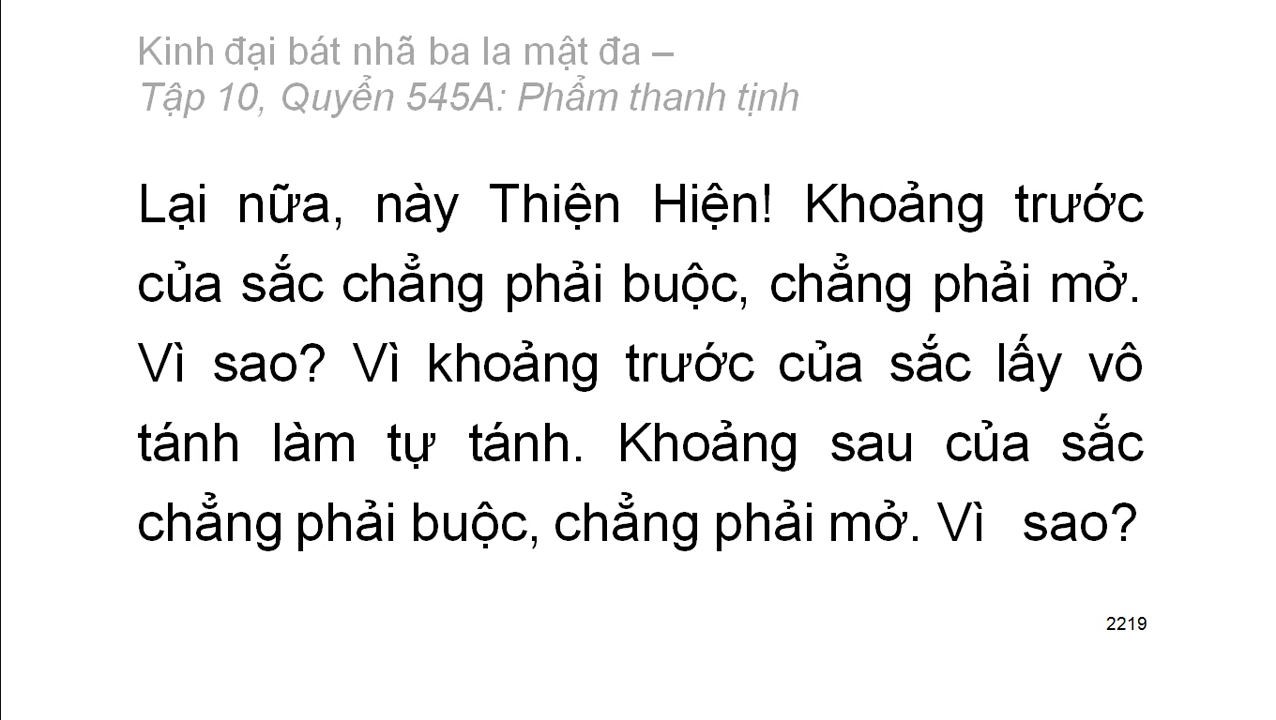 Kinh đại bát nhã ba la mật đa –
Tập 10, Quyển 545A: Phẩm thanh tịnh
Lại nữa, này Thiện Hiện! Khoảng trước
của sắc chẳng phải buộc, chẳng phải mở.
Vì sao? Vì khoảng trước của sắc lấy vô
tánh làm tự tánh. Khoảng sau của sắc
chẳng phải buộc, chẳng phải mở. Vì sao?
2219